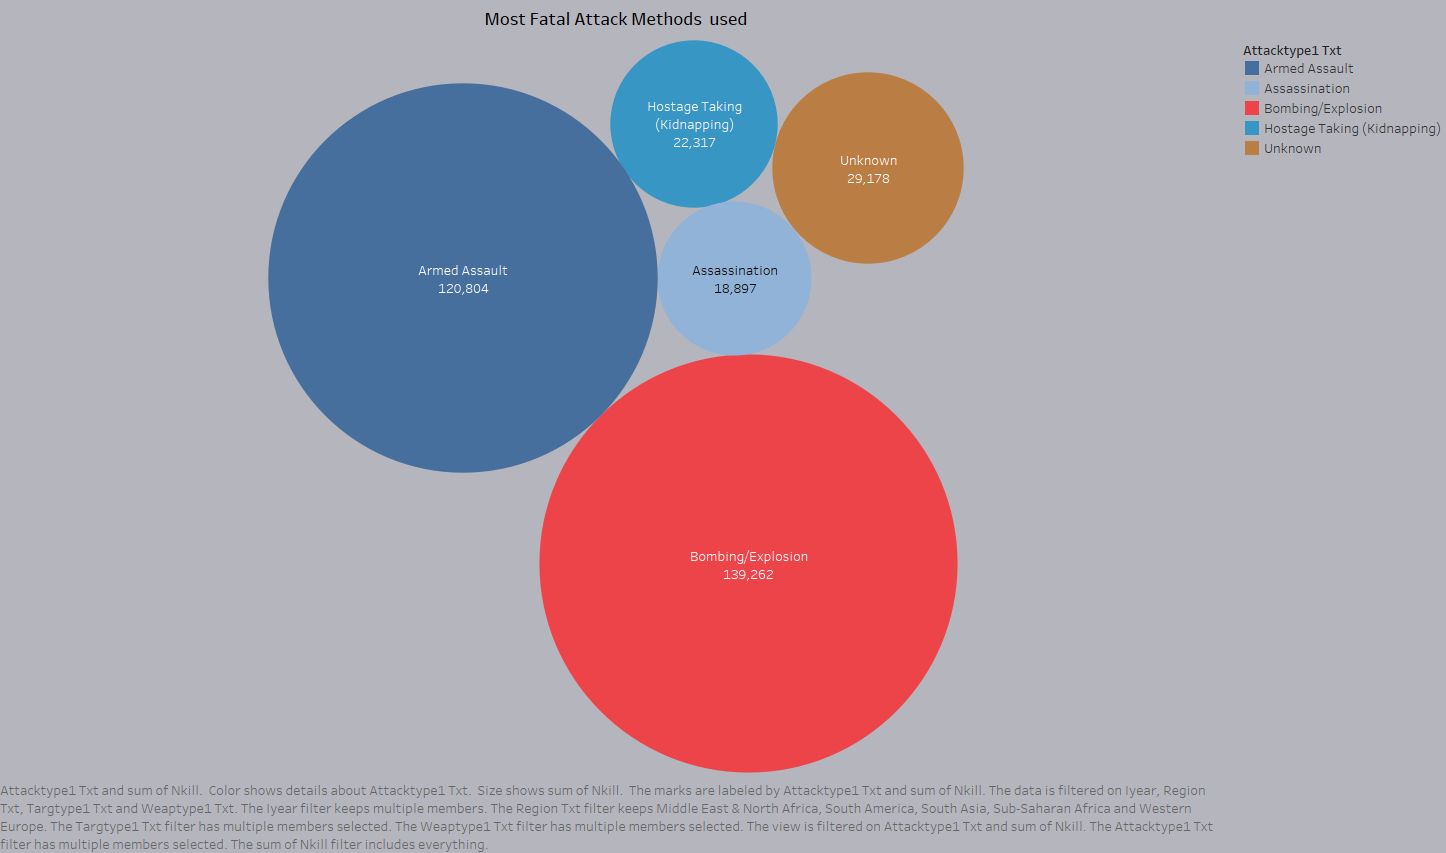 Most Fatal Attack Methods  used
Attacktype1 Txt
Armed Assault
Assassination
Bombing/Explosion
Hostage Taking (Kidnapping)
Unknown
Hostage Taking
(Kidnapping)
22,317
Unknown
29,178
Armed Assault
120,804
Assassination
18,897
Bombing/Explosion
139,262
Attacktype1 Txt and sum of Nkill.  Color shows details about Attacktype1 Txt.  Size shows sum of Nkill.  The marks are labeled by Attacktype1 Txt and sum of Nkill. The data is filtered on Iyear, Region
Txt, Targtype1 Txt and Weaptype1 Txt. The Iyear filter keeps multiple members. The Region Txt filter keeps Middle East & North Africa, South America, South Asia, Sub-Saharan Africa and Western
Europe. The Targtype1 Txt filter has multiple members selected. The Weaptype1 Txt filter has multiple members selected. The view is filtered on Attacktype1 Txt and sum of Nkill. The Attacktype1 Txt
filter has multiple members selected. The sum of Nkill filter includes everything.